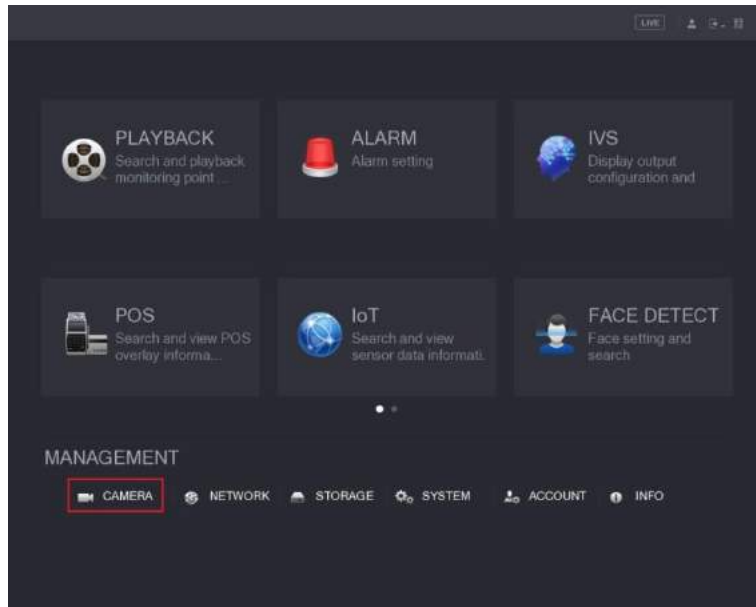 LIVE
PLAYBACK
Search and playback
monitoring point ...
ALARM
Alarm setting
IVS
Display output
configuration and
POS
Search and view POS
overlay informa...
IoT
Search and view
sensor data informati.
FACE DETECT
Face setting and
search
MANAGEMENT
CAMERA NETWORK STORAGE SYSTEM ACCOUNT INFO